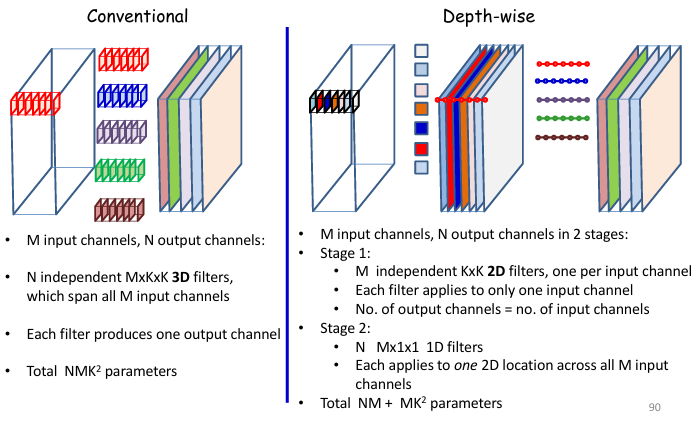 Conventional
• M input channels, N output channels:
• N independent MxKxK 3D filters,
which span all M input channels
• Each filter produces one output channel
• Total NMK² parameters
Depth-wise
• M input channels, N output channels in 2 stages:
• Stage 1:
• M independent KxK 2D filters, one per input channel
• Each filter applies to only one input channel
• No. of output channels = no. of input channels
• Stage 2:
• N Mx1x1 1D filters
• Each applies to one 2D location across all M input
channels
• Total NM + MK² parameters
90